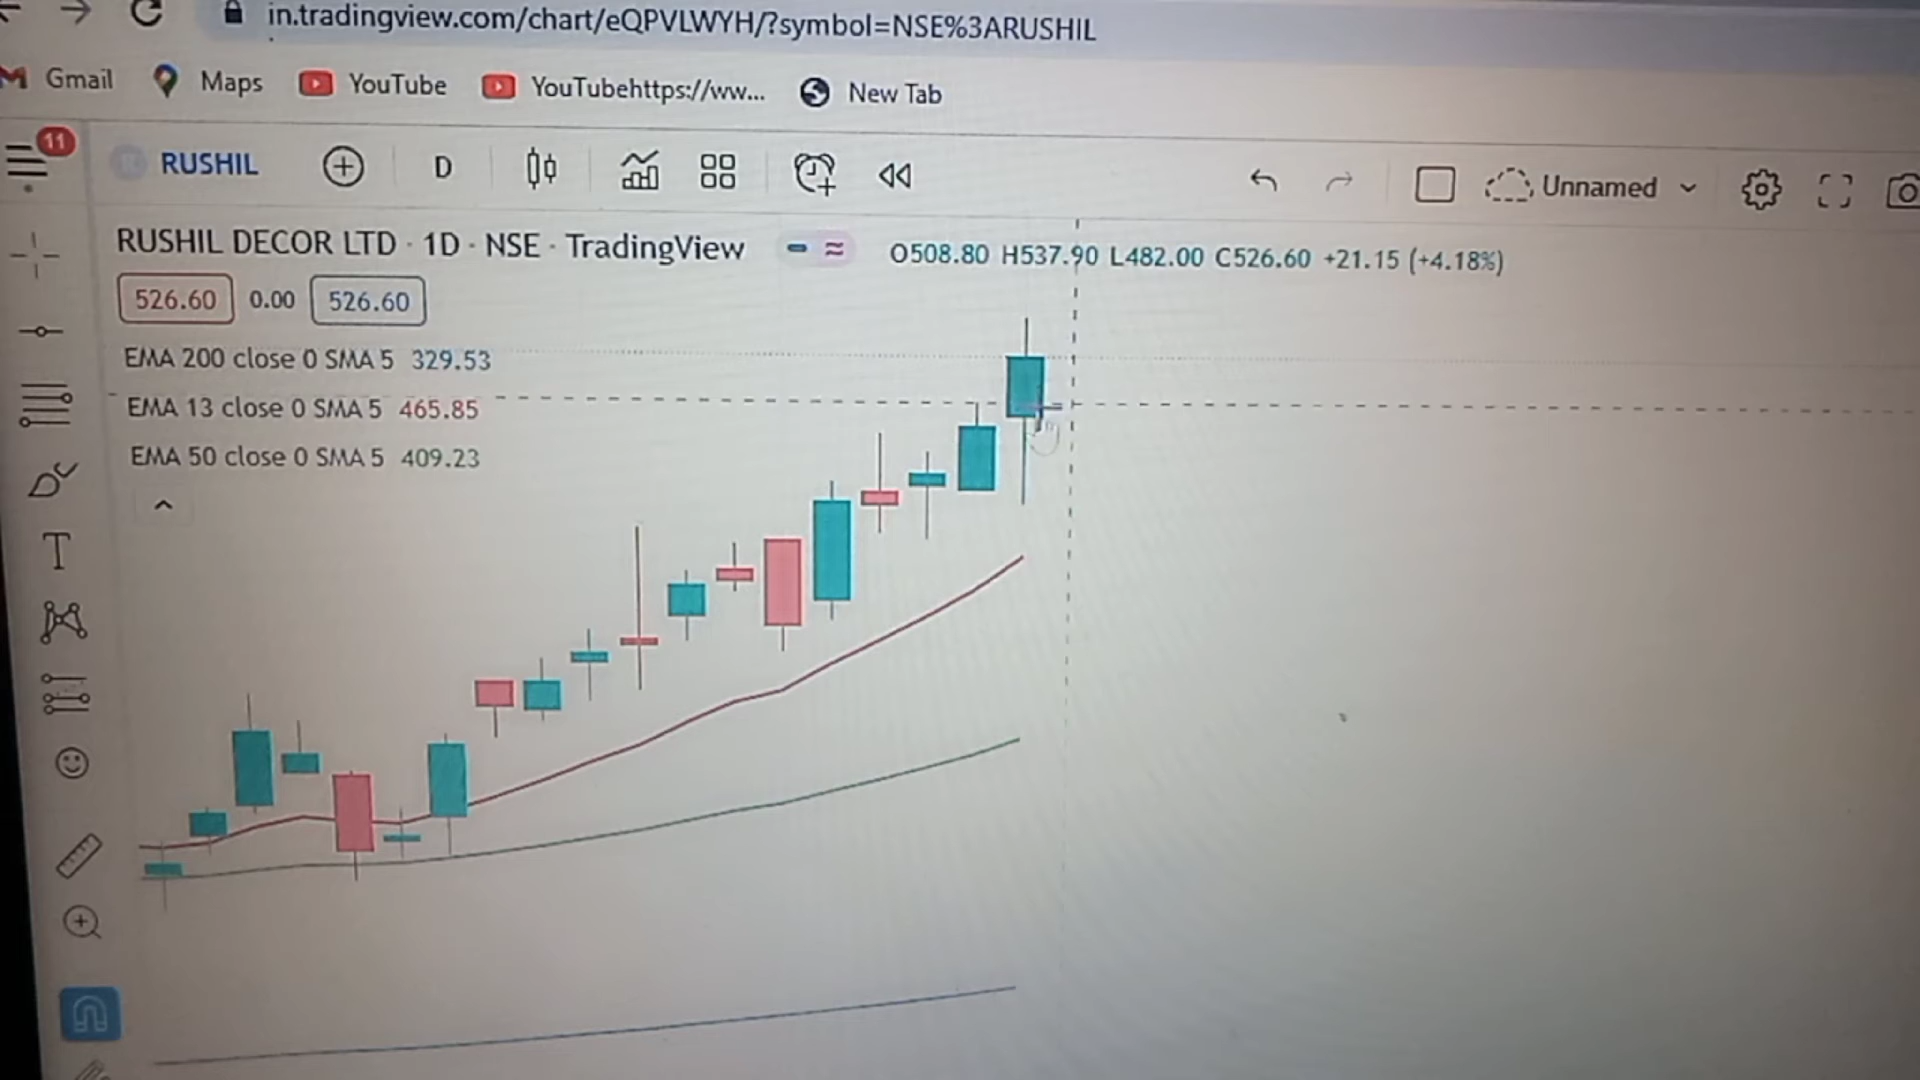 in.tradingview.com/chart/eQPVLWYH/?symbol=NSE%3ARUSHIL
Gmail Maps YouTube YouTubehttps://ww... New Tab
11
RUSHIL D Unnamed
RUSHIL DECOR LTD · 1D · NSE · TradingView O508.80 H537.90 L482.00 C526.60 +21.15 (+4.18%)
526.60 0.00 526.60
EMA 200 close 0 SMA 5 329.53
EMA 13 close 0 SMA 5 465.85
EMA 50 close 0 SMA 5 409.23